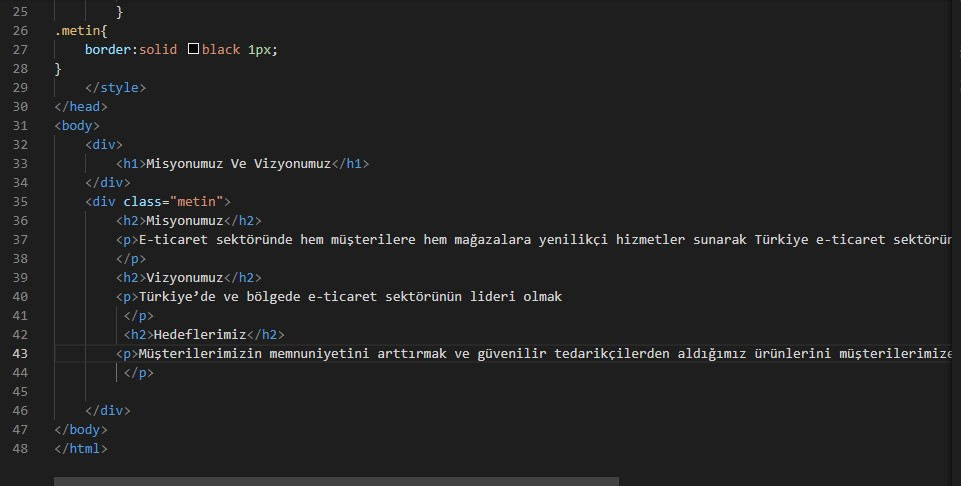 25 }
26 .metin{
27 border:solid black 1px;
28 }
29 </style>
30 </head>
31 <body>
32 <div>
33 <h1>Misyonumuz Ve Vizyonumuz</h1>
34 </div>
35 <div class="metin">
36 <h2>Misyonumuz</h2>
37 <p>E-ticaret sektöründe hem müşterilere hem mağazalara yenilikçi hizmetler sunarak Türkiye e-ticaret sektörün
38 </p>
39 <h2>Vizyonumuz</h2>
40 <p>Türkiye’de ve bölgede e-ticaret sektörünün lideri olmak
41 </p>
42 <h2>Hedeflerimiz</h2>
43 <p>Müşterilerimizin memnuniyetini arttırmak ve güvenilir tedarikçilerden aldığımız ürünlerini müşterilerimize
44 </p>
45
46 </div>
47 </body>
48 </html>